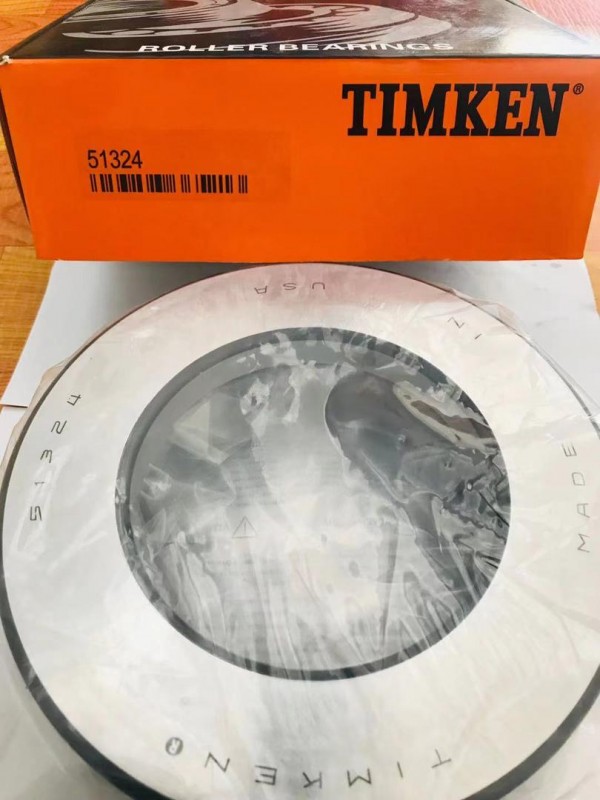 ROLLER BEARINGS
TIMKEN®
51324
51324
MADE IN USA
TIMKEN®